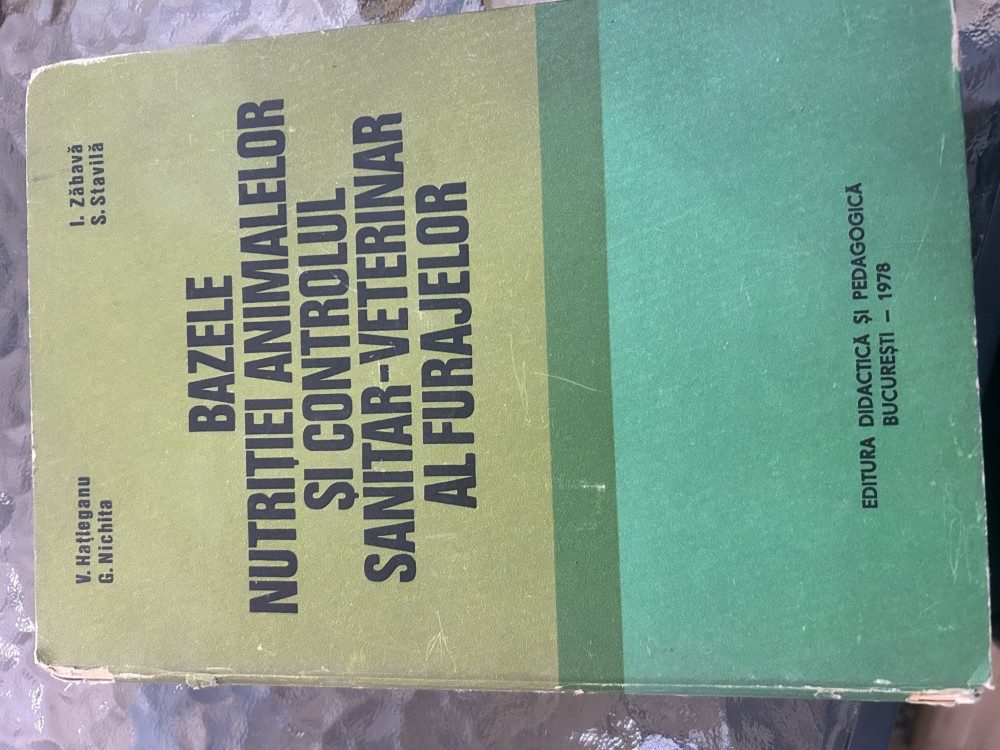 V. Hațieganu
G. Nichita
I. Zăbavă
S. Stavilă
BAZELE
NUTRIȚIEI ANIMALELOR
ȘI CONTROLUL
SANITAR-VETERINAR
AL FURAJELOR
EDITURA DIDACTICĂ ȘI PEDAGOGICĂ
BUCUREȘTI – 1978